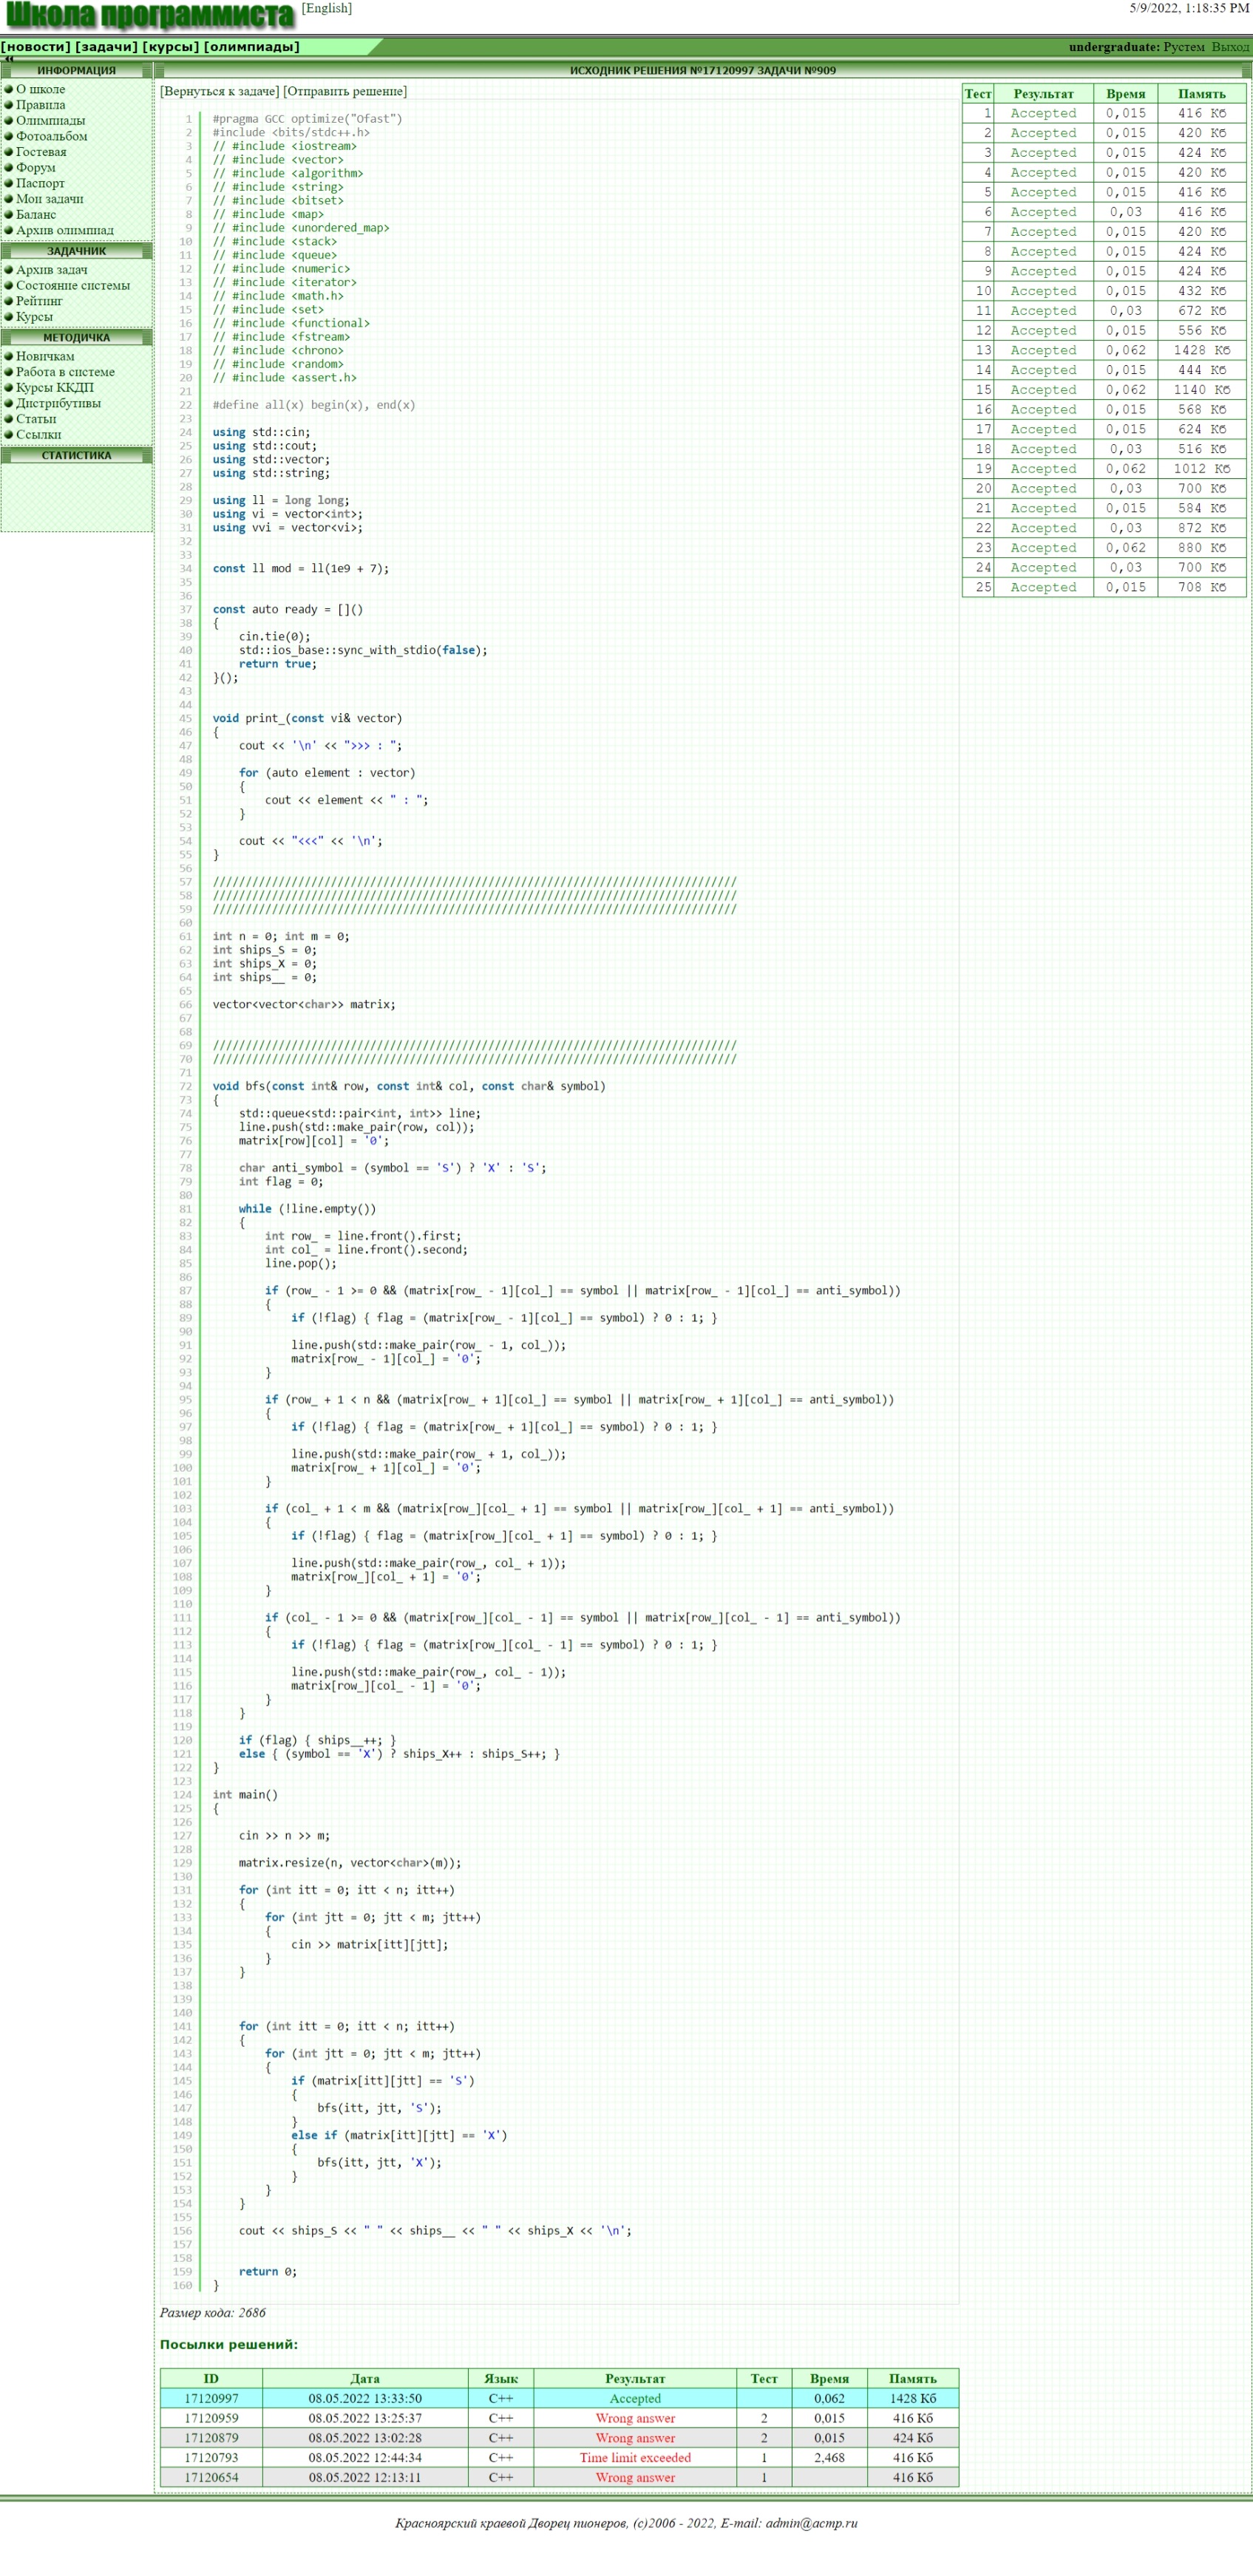 Школа программиста
[English]
5/9/2022, 1:18:35 PM
[новости] [задачи] [курсы] [олимпиады]
undergraduate: Рустем Выход
«
ИНФОРМАЦИЯ
О школе
Правила
Олимпиады
Фотоальбом
Гостевая
Форум
Паспорт
Мои задачи
Баланс
Архив олимпиад
ЗАДАЧНИК
Архив задач
Состояние системы
Рейтинг
Курсы
МЕТОДИЧКА
Новичкам
Работа в системе
Курсы ККДП
Дистрибутивы
Статьи
Ссылки
СТАТИСТИКА
ИСХОДНИК РЕШЕНИЯ №17120997 ЗАДАЧИ №909
[Вернуться к задаче] [Отправить решение]
1 #pragma GCC optimize("Ofast")
2 #include <bits/stdc++.h>
3 // #include <iostream>
4 // #include <vector>
5 // #include <algorithm>
6 // #include <string>
7 // #include <bitset>
8 // #include <map>
9 // #include <unordered_map>
10 // #include <stack>
11 // #include <queue>
12 // #include <numeric>
13 // #include <iterator>
14 // #include <math.h>
15 // #include <set>
16 // #include <functional>
17 // #include <fstream>
18 // #include <chrono>
19 // #include <random>
20 // #include <assert.h>
21
22 #define all(x) begin(x), end(x)
23
24 using std::cin;
25 using std::cout;
26 using std::vector;
27 using std::string;
28
29 using ll = long long;
30 using vi = vector<int>;
31 using vvi = vector<vi>;
32
33
34 const ll mod = ll(1e9 + 7);
35
36
37 const auto ready = []()
38 {
39 cin.tie(0);
40 std::ios_base::sync_with_stdio(false);
41 return true;
42 }();
43
44
45 void print_(const vi& vector)
46 {
47 cout << '\n' << ">>> : ";
48
49 for (auto element : vector)
50 {
51 cout << element << " : ";
52 }
53
54 cout << "<<<" << '\n';
55 }
56
57 ////////////////////////////////////////////////////////////////////////////////
58 ////////////////////////////////////////////////////////////////////////////////
59 ////////////////////////////////////////////////////////////////////////////////
60
61 int n = 0; int m = 0;
62 int ships_S = 0;
63 int ships_X = 0;
64 int ships__ = 0;
65
66 vector<vector<char>> matrix;
67
68
69 ////////////////////////////////////////////////////////////////////////////////
70 ////////////////////////////////////////////////////////////////////////////////
71
72 void bfs(const int& row, const int& col, const char& symbol)
73 {
74 std::queue<std::pair<int, int>> line;
75 line.push(std::make_pair(row, col));
76 matrix[row][col] = '0';
77
78 char anti_symbol = (symbol == 'S') ? 'X' : 'S';
79 int flag = 0;
80
81 while (!line.empty())
82 {
83 int row_ = line.front().first;
84 int col_ = line.front().second;
85 line.pop();
86
87 if (row_ - 1 >= 0 && (matrix[row_ - 1][col_] == symbol || matrix[row_ - 1][col_] == anti_symbol))
88 {
89 if (!flag) { flag = (matrix[row_ - 1][col_] == symbol) ? 0 : 1; }
90
91 line.push(std::make_pair(row_ - 1, col_));
92 matrix[row_ - 1][col_] = '0';
93 }
94
95 if (row_ + 1 < n && (matrix[row_ + 1][col_] == symbol || matrix[row_ + 1][col_] == anti_symbol))
96 {
97 if (!flag) { flag = (matrix[row_ + 1][col_] == symbol) ? 0 : 1; }
98
99 line.push(std::make_pair(row_ + 1, col_));
100 matrix[row_ + 1][col_] = '0';
101 }
102
103 if (col_ + 1 < m && (matrix[row_][col_ + 1] == symbol || matrix[row_][col_ + 1] == anti_symbol))
104 {
105 if (!flag) { flag = (matrix[row_][col_ + 1] == symbol) ? 0 : 1; }
106
107 line.push(std::make_pair(row_, col_ + 1));
108 matrix[row_][col_ + 1] = '0';
109 }
110
111 if (col_ - 1 >= 0 && (matrix[row_][col_ - 1] == symbol || matrix[row_][col_ - 1] == anti_symbol))
112 {
113 if (!flag) { flag = (matrix[row_][col_ - 1] == symbol) ? 0 : 1; }
114
115 line.push(std::make_pair(row_, col_ - 1));
116 matrix[row_][col_ - 1] = '0';
117 }
118 }
119
120 if (flag) { ships__++; }
121 else { (symbol == 'X') ? ships_X++ : ships_S++; }
122 }
123
124 int main()
125 {
126
127 cin >> n >> m;
128
129 matrix.resize(n, vector<char>(m));
130
131 for (int itt = 0; itt < n; itt++)
132 {
133 for (int jtt = 0; jtt < m; jtt++)
134 {
135 cin >> matrix[itt][jtt];
136 }
137 }
138
139
140
141 for (int itt = 0; itt < n; itt++)
142 {
143 for (int jtt = 0; jtt < m; jtt++)
144 {
145 if (matrix[itt][jtt] == 'S')
146 {
147 bfs(itt, jtt, 'S');
148 }
149 else if (matrix[itt][jtt] == 'X')
150 {
151 bfs(itt, jtt, 'X');
152 }
153 }
154 }
155
156 cout << ships_S << " " << ships__ << " " << ships_X << '\n';
157
158
159 return 0;
160 }
Размер кода: 2686
Посылки решений:
ID Дата Язык Результат Тест Время Память
17120997 08.05.2022 13:33:50 C++ Accepted 0,062 1428 Кб
17120959 08.05.2022 13:25:37 C++ Wrong answer 2 0,015 416 Кб
17120879 08.05.2022 13:02:28 C++ Wrong answer 2 0,015 424 Кб
17120793 08.05.2022 12:44:34 C++ Time limit exceeded 1 2,468 416 Кб
17120654 08.05.2022 12:13:11 C++ Wrong answer 1 416 Кб
Тест Результат Время Память
1 Accepted 0,015 416 Кб
2 Accepted 0,015 420 Кб
3 Accepted 0,015 424 Кб
4 Accepted 0,015 420 Кб
5 Accepted 0,015 416 Кб
6 Accepted 0,03 416 Кб
7 Accepted 0,015 420 Кб
8 Accepted 0,015 424 Кб
9 Accepted 0,015 424 Кб
10 Accepted 0,015 432 Кб
11 Accepted 0,03 672 Кб
12 Accepted 0,015 556 Кб
13 Accepted 0,062 1428 Кб
14 Accepted 0,015 444 Кб
15 Accepted 0,062 1140 Кб
16 Accepted 0,015 568 Кб
17 Accepted 0,015 624 Кб
18 Accepted 0,03 516 Кб
19 Accepted 0,062 1012 Кб
20 Accepted 0,03 700 Кб
21 Accepted 0,015 584 Кб
22 Accepted 0,03 872 Кб
23 Accepted 0,062 880 Кб
24 Accepted 0,03 700 Кб
25 Accepted 0,015 708 Кб
Красноярский краевой Дворец пионеров, (c)2006 - 2022, E-mail: admin@acmp.ru